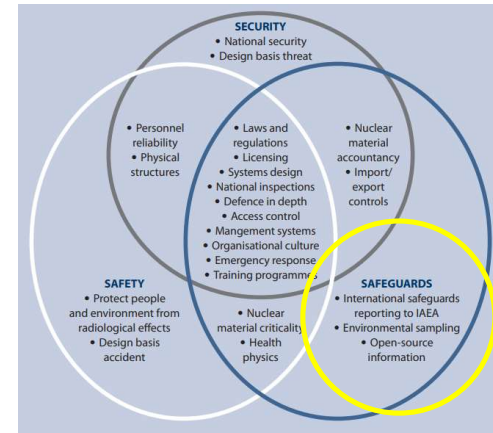 SECURITY
• National security
• Design basis threat
• Personnel
reliability
• Physical
structures
• Laws and
regulations
• Licensing
• Systems design
• National inspections
• Defence in depth
• Access control
• Mangement systems
• Organisational culture
• Emergency response
• Training programmes
• Nuclear
material
accountancy
• Import/
export
controls
SAFETY
• Protect people
and environment from
radiological effects
• Design basis
accident
• Nuclear
material criticality
• Health
physics
SAFEGUARDS
• International safeguards
reporting to IAEA
• Environmental sampling
• Open-source
information